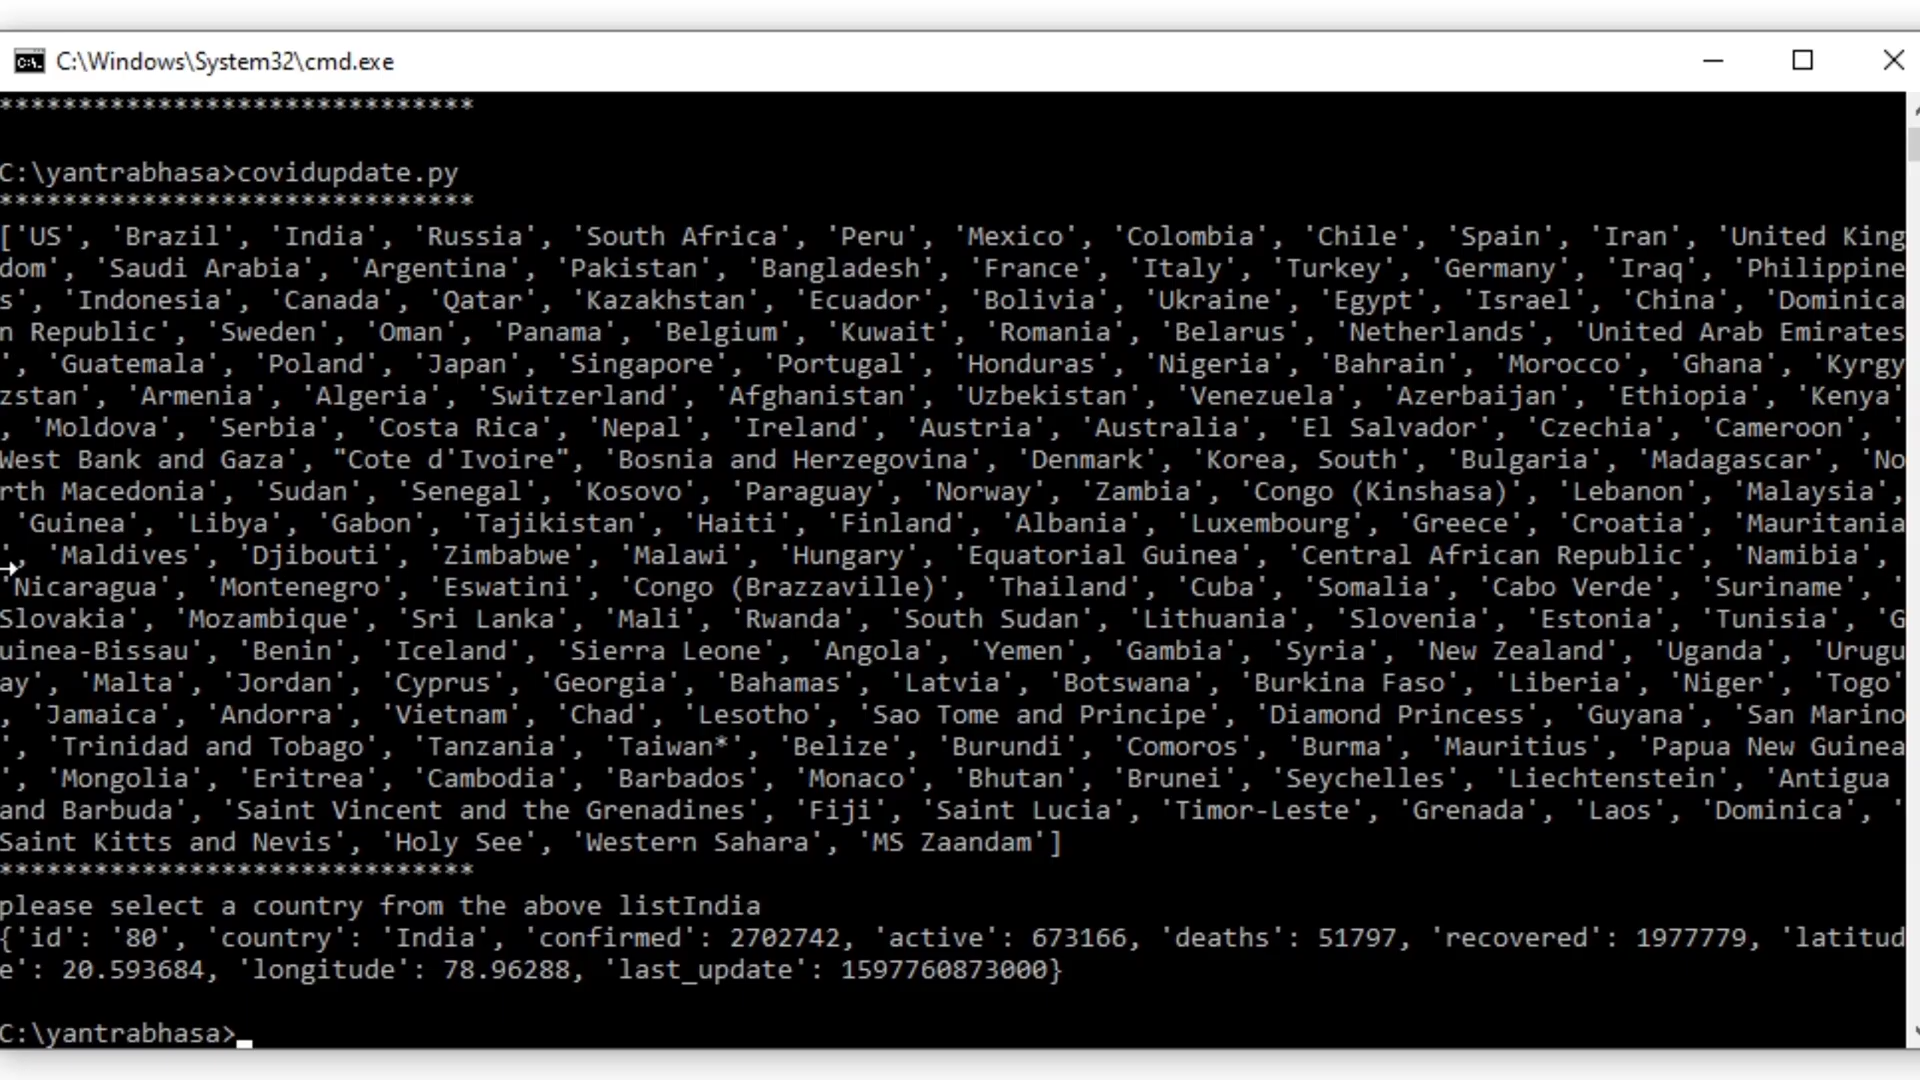 C:\Windows\System32\cmd.exe
******************************
C:\yantrabhasa>covidupdate.py
******************************
['US', 'Brazil', 'India', 'Russia', 'South Africa', 'Peru', 'Mexico', 'Colombia', 'Chile', 'Spain', 'Iran', 'United King
dom', 'Saudi Arabia', 'Argentina', 'Pakistan', 'Bangladesh', 'France', 'Italy', 'Turkey', 'Germany', 'Iraq', 'Philippine
s', 'Indonesia', 'Canada', 'Qatar', 'Kazakhstan', 'Ecuador', 'Bolivia', 'Ukraine', 'Egypt', 'Israel', 'China', 'Dominica
n Republic', 'Sweden', 'Oman', 'Panama', 'Belgium', 'Kuwait', 'Romania', 'Belarus', 'Netherlands', 'United Arab Emirates
', 'Guatemala', 'Poland', 'Japan', 'Singapore', 'Portugal', 'Honduras', 'Nigeria', 'Bahrain', 'Morocco', 'Ghana', 'Kyrgy
zstan', 'Armenia', 'Algeria', 'Switzerland', 'Afghanistan', 'Uzbekistan', 'Venezuela', 'Azerbaijan', 'Ethiopia', 'Kenya'
, 'Moldova', 'Serbia', 'Costa Rica', 'Nepal', 'Ireland', 'Austria', 'Australia', 'El Salvador', 'Czechia', 'Cameroon', '
West Bank and Gaza', "Cote d'Ivoire", 'Bosnia and Herzegovina', 'Denmark', 'Korea, South', 'Bulgaria', 'Madagascar', 'No
rth Macedonia', 'Sudan', 'Senegal', 'Kosovo', 'Paraguay', 'Norway', 'Zambia', 'Congo (Kinshasa)', 'Lebanon', 'Malaysia',
'Guinea', 'Libya', 'Gabon', 'Tajikistan', 'Haiti', 'Finland', 'Albania', 'Luxembourg', 'Greece', 'Croatia', 'Mauritania
', 'Maldives', 'Djibouti', 'Zimbabwe', 'Malawi', 'Hungary', 'Equatorial Guinea', 'Central African Republic', 'Namibia',
'Nicaragua', 'Montenegro', 'Eswatini', 'Congo (Brazzaville)', 'Thailand', 'Cuba', 'Somalia', 'Cabo Verde', 'Suriname', '
Slovakia', 'Mozambique', 'Sri Lanka', 'Mali', 'Rwanda', 'South Sudan', 'Lithuania', 'Slovenia', 'Estonia', 'Tunisia', 'G
uinea-Bissau', 'Benin', 'Iceland', 'Sierra Leone', 'Angola', 'Yemen', 'Gambia', 'Syria', 'New Zealand', 'Uganda', 'Urugu
ay', 'Malta', 'Jordan', 'Cyprus', 'Georgia', 'Bahamas', 'Latvia', 'Botswana', 'Burkina Faso', 'Liberia', 'Niger', 'Togo'
, 'Jamaica', 'Andorra', 'Vietnam', 'Chad', 'Lesotho', 'Sao Tome and Principe', 'Diamond Princess', 'Guyana', 'San Marino
', 'Trinidad and Tobago', 'Tanzania', 'Taiwan*', 'Belize', 'Burundi', 'Comoros', 'Burma', 'Mauritius', 'Papua New Guinea
', 'Mongolia', 'Eritrea', 'Cambodia', 'Barbados', 'Monaco', 'Bhutan', 'Brunei', 'Seychelles', 'Liechtenstein', 'Antigua
and Barbuda', 'Saint Vincent and the Grenadines', 'Fiji', 'Saint Lucia', 'Timor-Leste', 'Grenada', 'Laos', 'Dominica', '
Saint Kitts and Nevis', 'Holy See', 'Western Sahara', 'MS Zaandam']
******************************
please select a country from the above listIndia
{'id': '80', 'country': 'India', 'confirmed': 2702742, 'active': 673166, 'deaths': 51797, 'recovered': 1977779, 'latitud
e': 20.593684, 'longitude': 78.96288, 'last_update': 1597760873000}
C:\yantrabhasa>